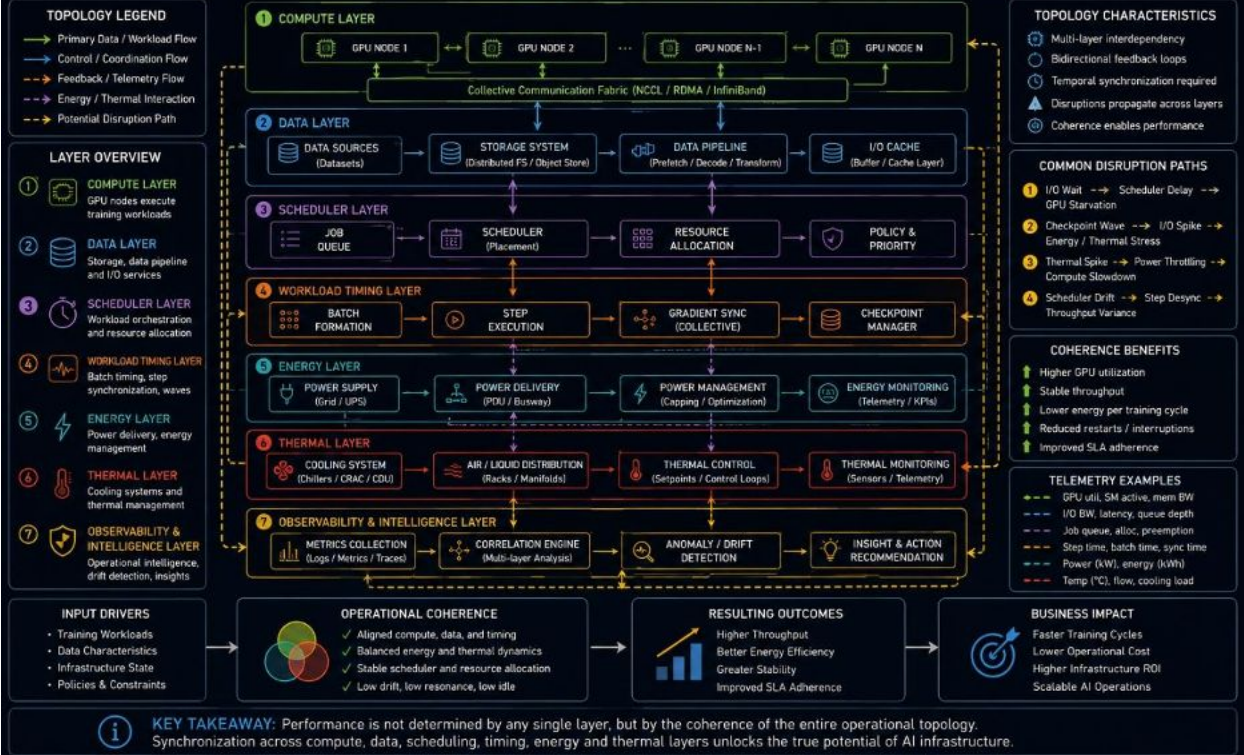 TOPOLOGY LEGEND
Primary Data / Workload Flow
Control / Coordination Flow
Feedback / Telemetry Flow
Energy / Thermal Interaction
Potential Disruption Path
LAYER OVERVIEW
1
COMPUTE LAYER
GPU nodes execute
training workloads
2
DATA LAYER
Storage, data pipeline
and I/O services
3
SCHEDULER LAYER
Workload orchestration
and resource allocation
4
WORKLOAD TIMING LAYER
Batch timing, step
synchronization, waves
5
ENERGY LAYER
Power delivery, energy
management
6
THERMAL LAYER
Cooling systems and
thermal management
7
OBSERVABILITY &
INTELLIGENCE LAYER
Operational intelligence,
drift detection, insights
1 COMPUTE LAYER
GPU NODE 1
GPU NODE 2
...
GPU NODE N-1
GPU NODE N
Collective Communication Fabric (NCCL / RDMA / InfiniBand)
2 DATA LAYER
DATA SOURCES
(Datasets)
STORAGE SYSTEM
(Distributed FS / Object Store)
DATA PIPELINE
(Prefetch / Decode / Transform)
I/O CACHE
(Buffer / Cache Layer)
3 SCHEDULER LAYER
JOB
QUEUE
SCHEDULER
(Placement)
RESOURCE
ALLOCATION
POLICY &
PRIORITY
4 WORKLOAD TIMING LAYER
BATCH
FORMATION
STEP
EXECUTION
GRADIENT SYNC
(COLLECTIVE)
CHECKPOINT
MANAGER
5 ENERGY LAYER
POWER SUPPLY
(Grid / UPS)
POWER DELIVERY
(PDU / Busway)
POWER MANAGEMENT
(Capping / Optimization)
ENERGY MONITORING
(Telemetry / KPIs)
6 THERMAL LAYER
COOLING SYSTEM
(Chillers / CRAC / CDU)
AIR / LIQUID DISTRIBUTION
(Racks / Manifolds)
THERMAL CONTROL
(Setpoints / Control Loops)
THERMAL MONITORING
(Sensors / Telemetry)
7 OBSERVABILITY & INTELLIGENCE LAYER
METRICS COLLECTION
(Logs / Metrics / Traces)
CORRELATION ENGINE
(Multi-layer Analysis)
ANOMALY / DRIFT
DETECTION
INSIGHT & ACTION
RECOMMENDATION
TOPOLOGY CHARACTERISTICS
Multi-layer interdependency
Bidirectional feedback loops
Temporal synchronization required
Disruptions propagate across layers
Coherence enables performance
COMMON DISRUPTION PATHS
1 I/O Wait --→ Scheduler Delay --→
GPU Starvation
2 Checkpoint Wave --→ I/O Spike --→
Energy / Thermal Stress
3 Thermal Spike --→ Power Throttling --→
Compute Slowdown
4 Scheduler Drift --→ Step Desync --→
Throughput Variance
COHERENCE BENEFITS
Higher GPU utilization
Stable throughput
Lower energy per training cycle
Reduced restarts / interruptions
Improved SLA adherence
TELEMETRY EXAMPLES
GPU util, SM active, mem BW
I/O BW, latency, queue depth
Job queue, alloc, preemption
Step time, batch time, sync time
Power (kW), energy (kWh)
Temp (°C), flow, cooling load
INPUT DRIVERS
• Training Workloads
• Data Characteristics
• Infrastructure State
• Policies & Constraints
OPERATIONAL COHERENCE
✓ Aligned compute, data, and timing
✓ Balanced energy and thermal dynamics
✓ Stable scheduler and resource allocation
✓ Low drift, low resonance, low idle
RESULTING OUTCOMES
Higher Throughput
Better Energy Efficiency
Greater Stability
Improved SLA Adherence
BUSINESS IMPACT
Faster Training Cycles
Lower Operational Cost
Higher Infrastructure ROI
Scalable AI Operations
KEY TAKEAWAY: Performance is not determined by any single layer, but by the coherence of the entire operational topology.
Synchronization across compute, data, scheduling, timing, energy and thermal layers unlocks the true potential of AI infrastructure.